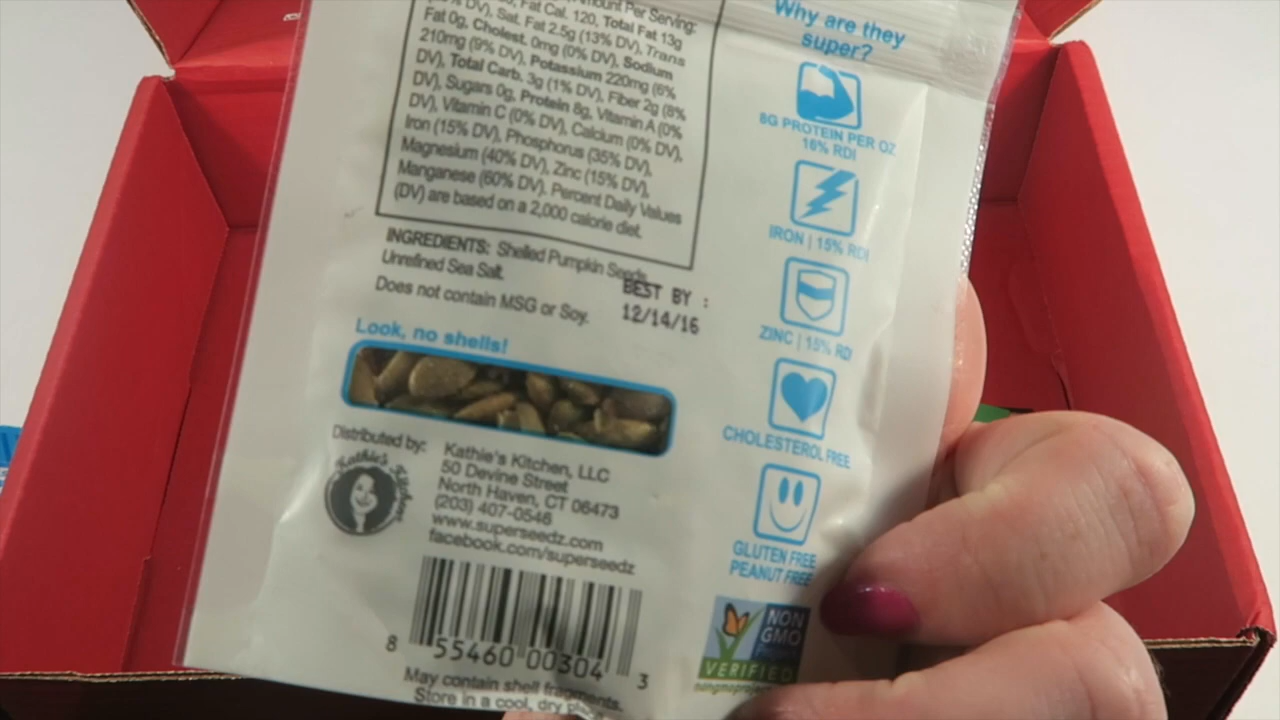 Amount Per Serving:
Fat Cal. 120, Total Fat 13g
DV), Sat. Fat 2.5g (13% DV), Trans
Fat 0g, Cholest. 0mg (0% DV), Sodium
210mg (9% DV), Potassium 220mg (6%
DV), Total Carb. 3g (1% DV), Fiber 2g (8%
DV), Sugars 0g, Protein 8g, Vitamin A (0%
DV), Vitamin C (0% DV), Calcium (0% DV),
Iron (15% DV), Phosphorus (35% DV),
Magnesium (40% DV), Zinc (15% DV),
Manganese (60% DV). Percent Daily Values
(DV) are based on a 2,000 calorie diet.
INGREDIENTS: Shelled Pumpkin Seeds,
Unrefined Sea Salt.
Does not contain MSG or Soy.
BEST BY :
12/14/16
Look, no shells!
Distributed by:
Kathie's Kitchen
Kathie's Kitchen, LLC
50 Devine Street
North Haven, CT 06473
(203) 407-0546
www.superseedz.com
facebook.com/superseedz
8 55460 00304 3
May contain shell fragments.
Store in a cool, dry place
Why are they
super?
8G PROTEIN PER OZ
16% RDI
IRON | 15% RDI
ZINC | 15% RDI
CHOLESTEROL FREE
GLUTEN FREE
PEANUT FREE
NON
GMO
VERIFIED